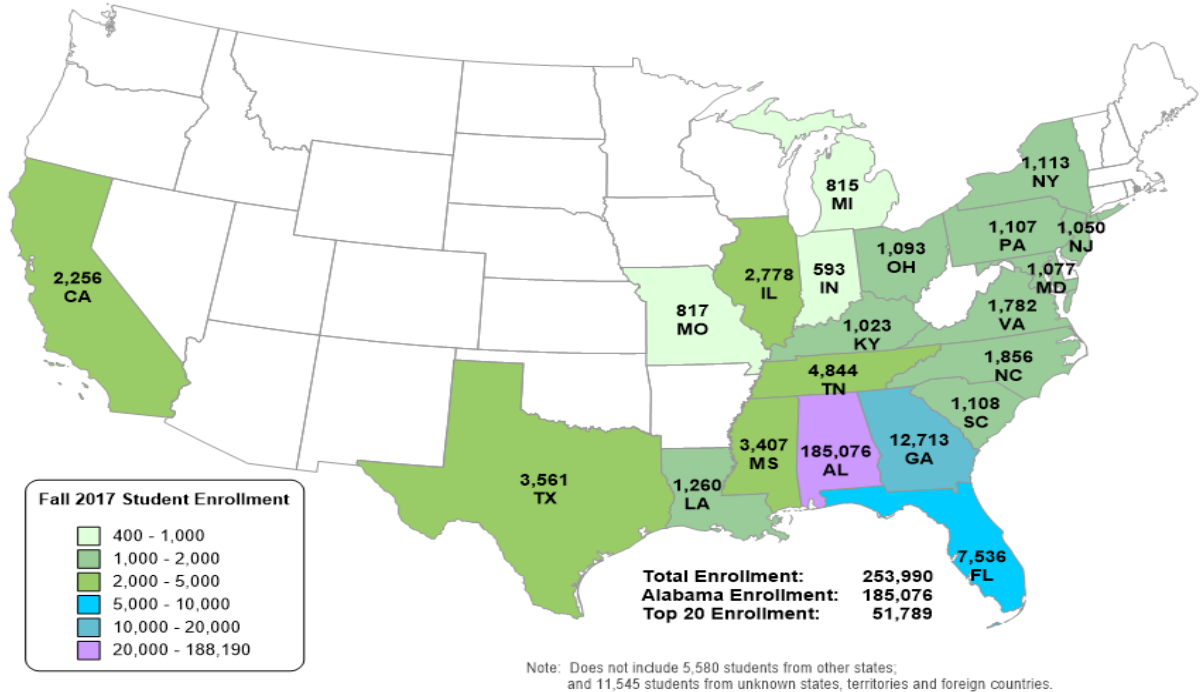 1,113
NY
815
MI
1,107
PA
1,050
NJ
1,093
OH
2,256
CA
2,778
IL
593
IN
1,077
MD
817
MO
1,782
VA
1,023
KY
1,856
NC
4,844
TN
1,108
SC
3,407
MS
185,076
AL
12,713
GA
3,561
TX
1,260
LA
7,536
FL
Fall 2017 Student Enrollment
400 - 1,000
1,000 - 2,000
2,000 - 5,000
5,000 - 10,000
10,000 - 20,000
20,000 - 188,190
Total Enrollment: 253,990
Alabama Enrollment: 185,076
Top 20 Enrollment: 51,789
Note: Does not include 5,580 students from other states;
and 11,545 students from unknown states, territories and foreign countries.